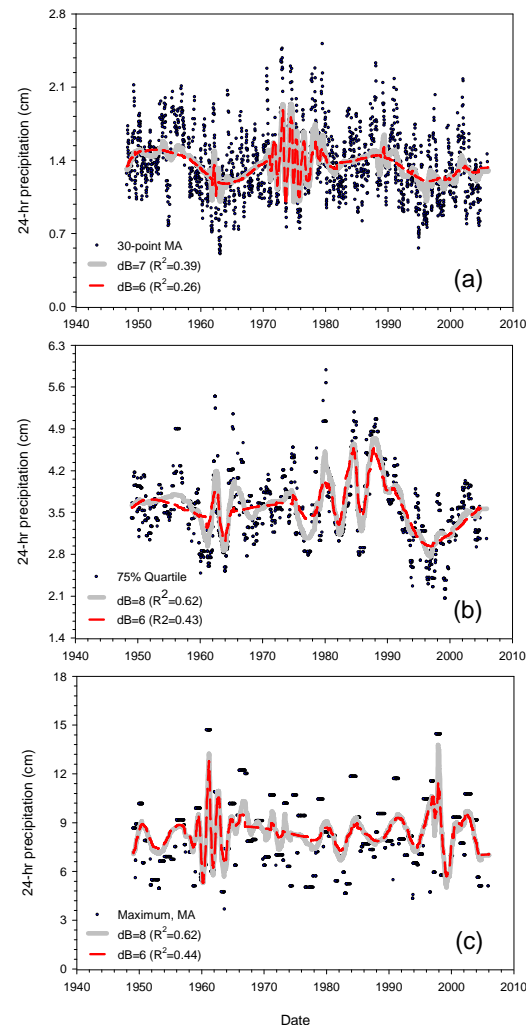 2.8
2.1
1.4
0.7
0.0
24-hr precipitation (cm)
30-point MA
dB=7 (R²=0.39)
dB=6 (R²=0.26)
(a)
1940 1950 1960 1970 1980 1990 2000 2010
6.3
5.6
4.9
4.2
3.5
2.8
2.1
1.4
24-hr precipitation (cm)
75% Quartile
dB=8 (R²=0.62)
dB=6 (R2=0.43)
(b)
1940 1950 1960 1970 1980 1990 2000 2010
18
15
12
9
6
3
0
24-hr precipitation (cm)
Maximum, MA
dB=8 (R²=0.62)
dB=6 (R²=0.44)
(c)
1940 1950 1960 1970 1980 1990 2000 2010
Date